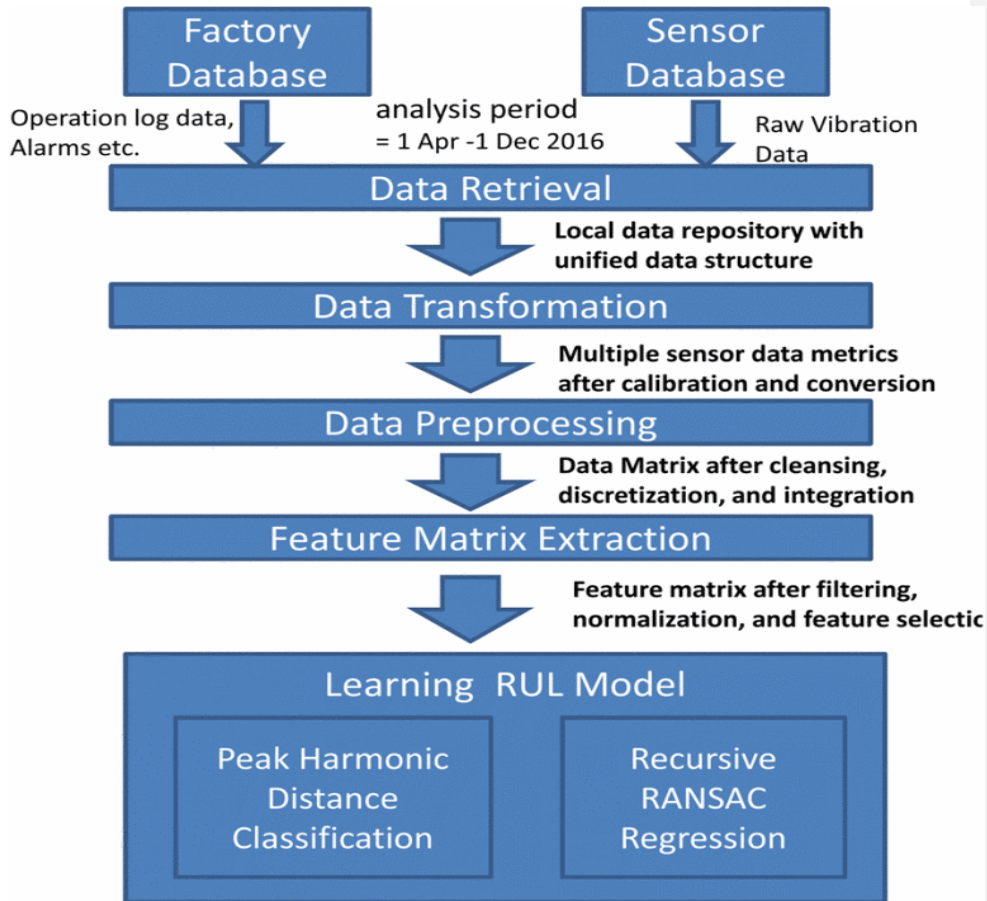 Factory
Database
Sensor
Database
Operation log data,
Alarms etc.
analysis period
= 1 Apr -1 Dec 2016
Raw Vibration
Data
Data Retrieval
Local data repository with
unified data structure
Data Transformation
Multiple sensor data metrics
after calibration and conversion
Data Preprocessing
Data Matrix after cleansing,
discretization, and integration
Feature Matrix Extraction
Feature matrix after filtering,
normalization, and feature selectic
Learning RUL Model
Peak Harmonic
Distance
Classification
Recursive
RANSAC
Regression